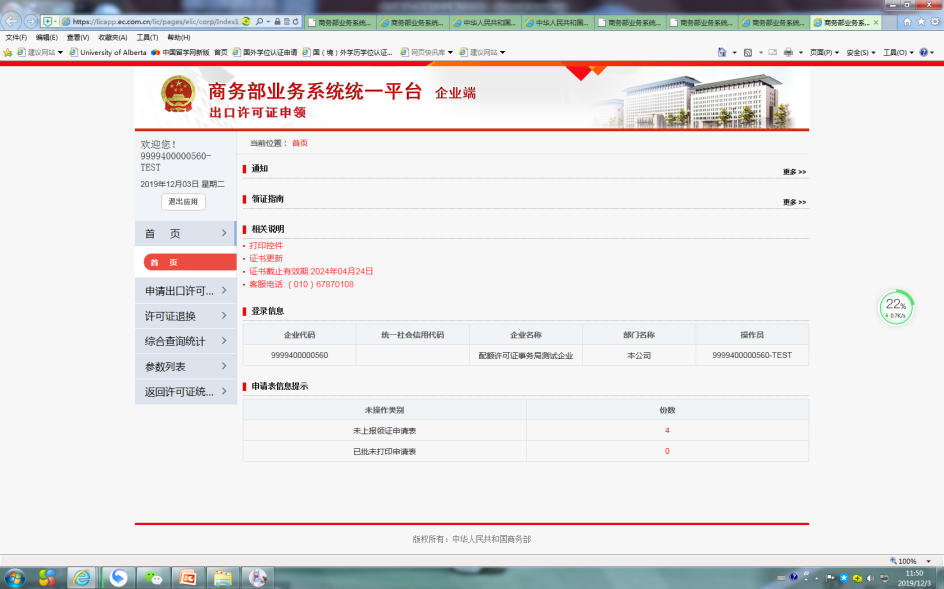 https://licapp.ec.com.cn/lic/pages/elic/corp/Index1
商务部业务系统...
商务部业务系统...
中华人民共和国...
中华人民共和国...
商务部业务系统...
商务部业务系统...
商务部业务系统...
商务部业务系统...
文件(F) 编辑(E) 查看(V) 收藏夹(A) 工具(T) 帮助(H)
建议网站 University of Alberta 中国留学网新版 首页 国外学位认证申请 国（境）外学历学位认证... 网页快讯库 建议网站
页面(P) 安全(S) 工具(O)
商务部业务系统统一平台 企业端
出口许可证申领
欢迎您！
9999400000560-
TEST
2019年12月03日 星期二
退出应用
首 页
首 页
申请出口许可...
许可证退换
综合查询统计
参数列表
返回许可证统...
当前位置： 首页
通知
更多 >>
领证指南
更多 >>
相关说明
打印控件
证书更新
证书截止有效期:2024年04月24日
客服电话:（010）67870108
登录信息
企业代码 统一社会信用代码 企业名称 部门名称 操作员
9999400000560 配额许可证事务局测试企业 本公司 9999400000560-TEST
申请表信息提示
未操作类别 份数
未上报领证申请表 4
已批未打印申请表 0
22%
0.7K/s
版权所有：中华人民共和国商务部
100%
11:50
2019/12/3